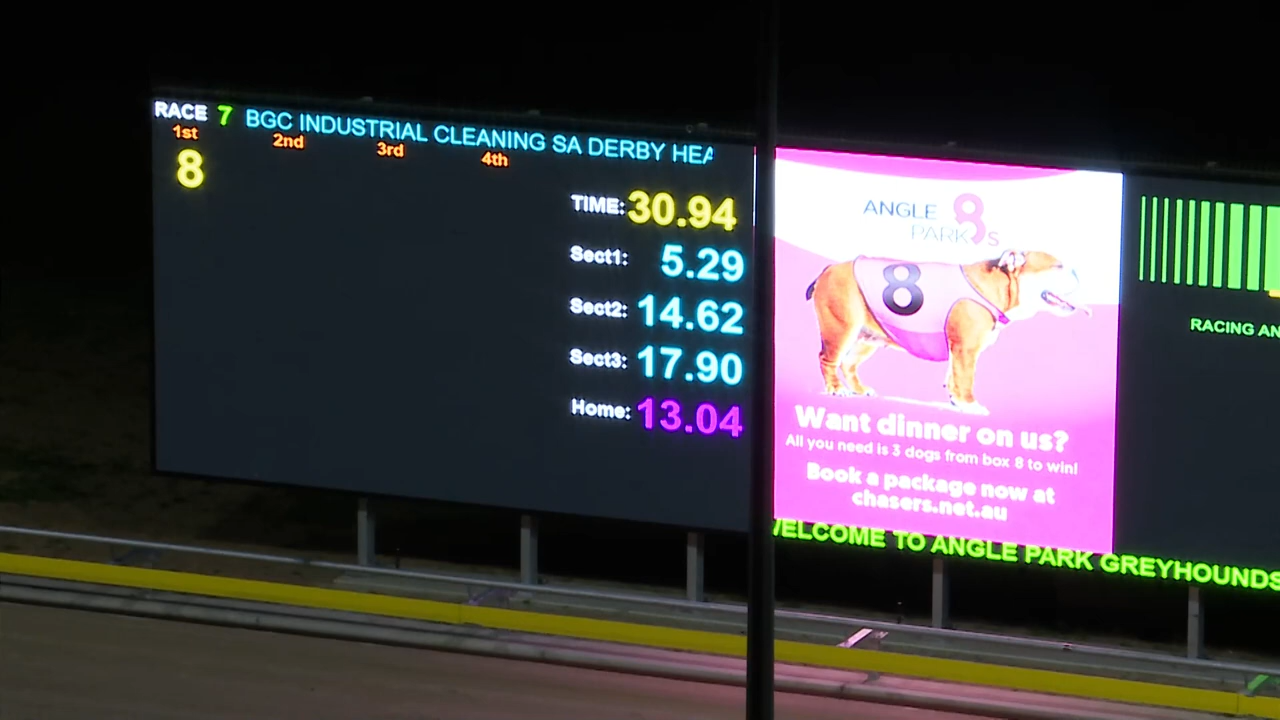 RACE 7 BGC INDUSTRIAL CLEANING SA DERBY HEA
1st 2nd 3rd 4th
8
TIME: 30.94
Sect1: 5.29
Sect2: 14.62
Sect3: 17.90
Home: 13.04
ANGLE 8s
PARK
8
Want dinner on us?
All you need is 3 dogs from box 8 to win!
Book a package now at
chasers.net.au
WELCOME TO ANGLE PARK GREYHOUNDS
RACING AN